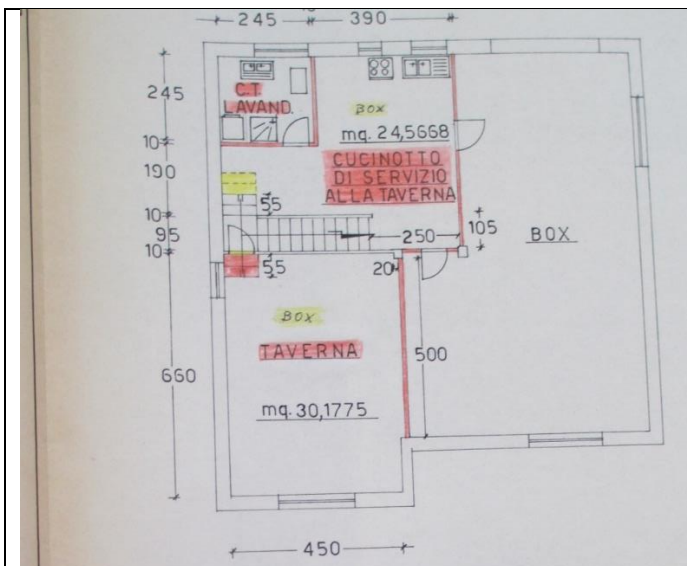 245
390
245
C.T
LAVAND.
BOX
mq. 24,5668
10
190
CUCINOTTO
DI SERVIZIO
ALLA TAVERNA
55
10
95
10
250
105
BOX
55
20
BOX
TAVERNA
500
660
mq. 30,1775
450